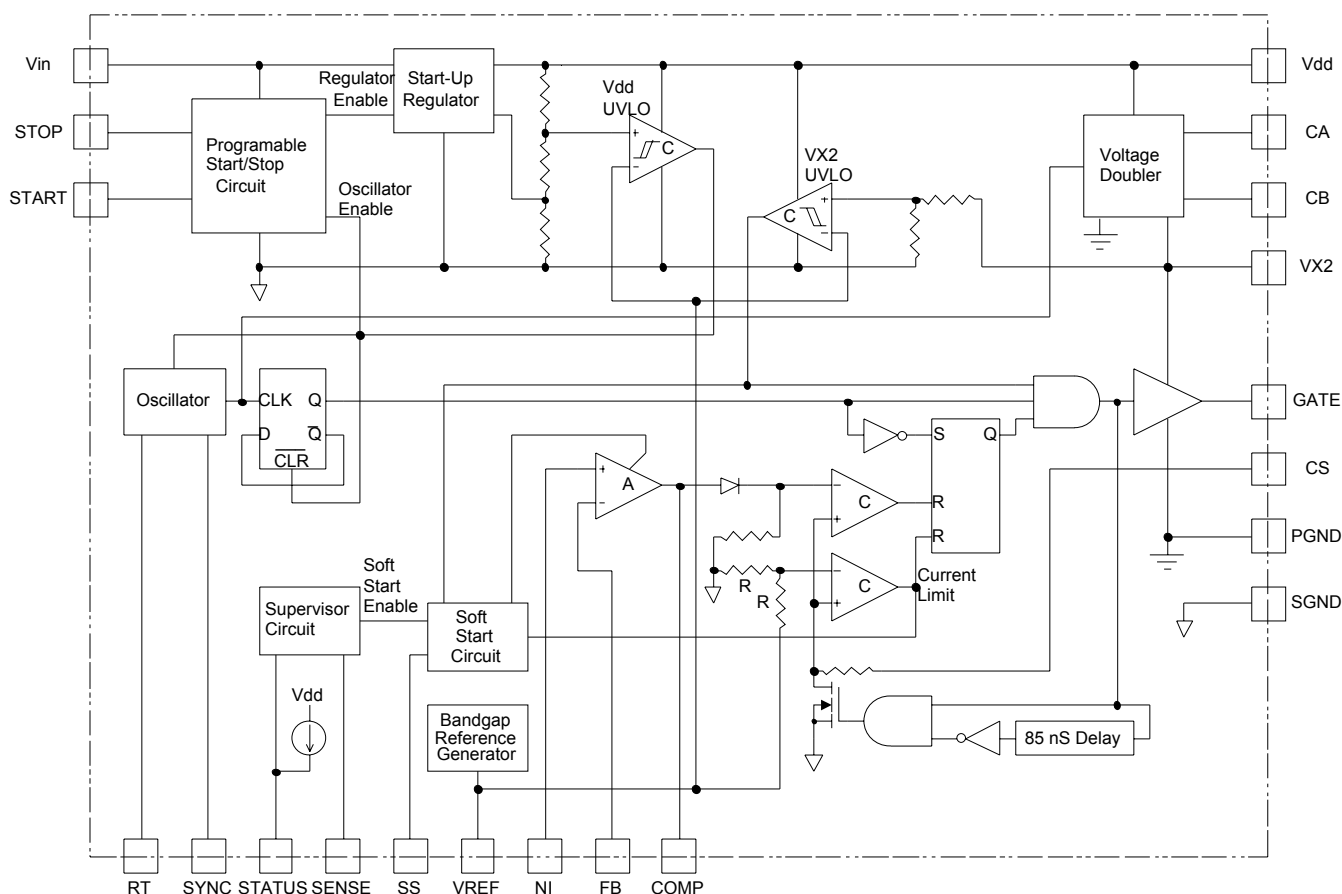 Vin
STOP
START
Programable
Start/Stop
Circuit
Regulator
Enable
Oscillator
Enable
Start-Up
Regulator
Vdd
UVLO
+
C
−
VX2
UVLO
+
C
−
Voltage
Doubler
Vdd
CA
CB
VX2
Oscillator
CLK Q
D Q
CLR
+
A
−
−
C
+
−
C
+
R
R
S Q
R
R
Current
Limit
GATE
CS
PGND
SGND
Soft
Start
Enable
Supervisor
Circuit
Soft
Start
Circuit
Vdd
Bandgap
Reference
Generator
85 nS Delay
RT SYNC STATUS SENSE SS VREF NI FB COMP